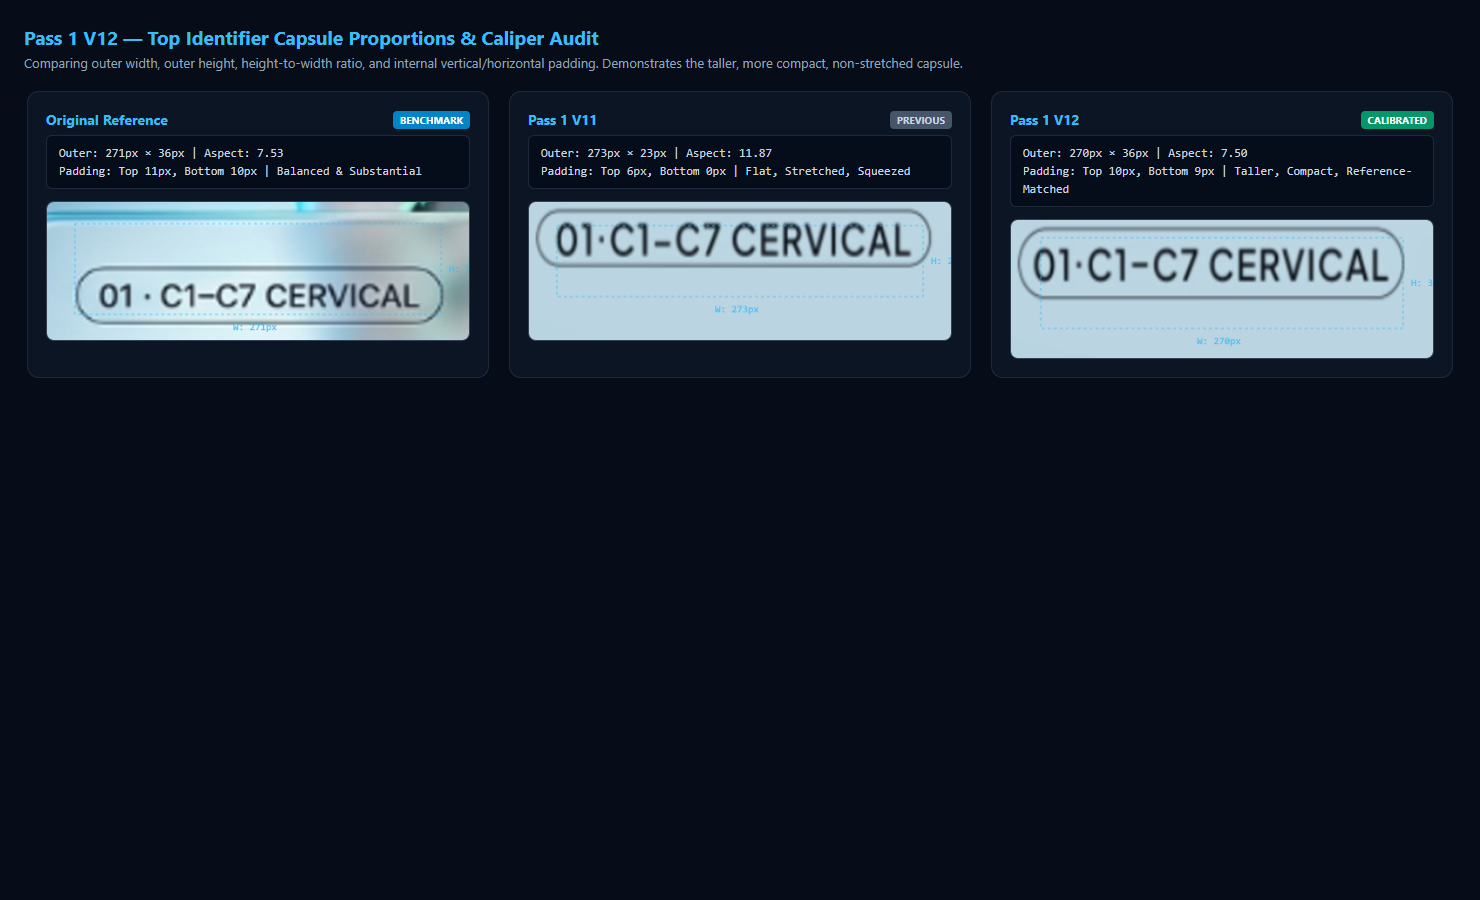 Pass 1 V12 — Top Identifier Capsule Proportions & Caliper Audit
Comparing outer width, outer height, height-to-width ratio, and internal vertical/horizontal padding. Demonstrates the taller, more compact, non-stretched capsule.
Original Reference
BENCHMARK
Outer: 271px × 36px | Aspect: 7.53
Padding: Top 11px, Bottom 10px | Balanced & Substantial
01 · C1–C7 CERVICAL
H:
W: 271px
Pass 1 V11
PREVIOUS
Outer: 273px × 23px | Aspect: 11.87
Padding: Top 6px, Bottom 0px | Flat, Stretched, Squeezed
01·C1–C7 CERVICAL
H: 2
W: 273px
Pass 1 V12
CALIBRATED
Outer: 270px × 36px | Aspect: 7.50
Padding: Top 10px, Bottom 9px | Taller, Compact, Reference-
Matched
01·C1–C7 CERVICAL
H: 3
W: 270px